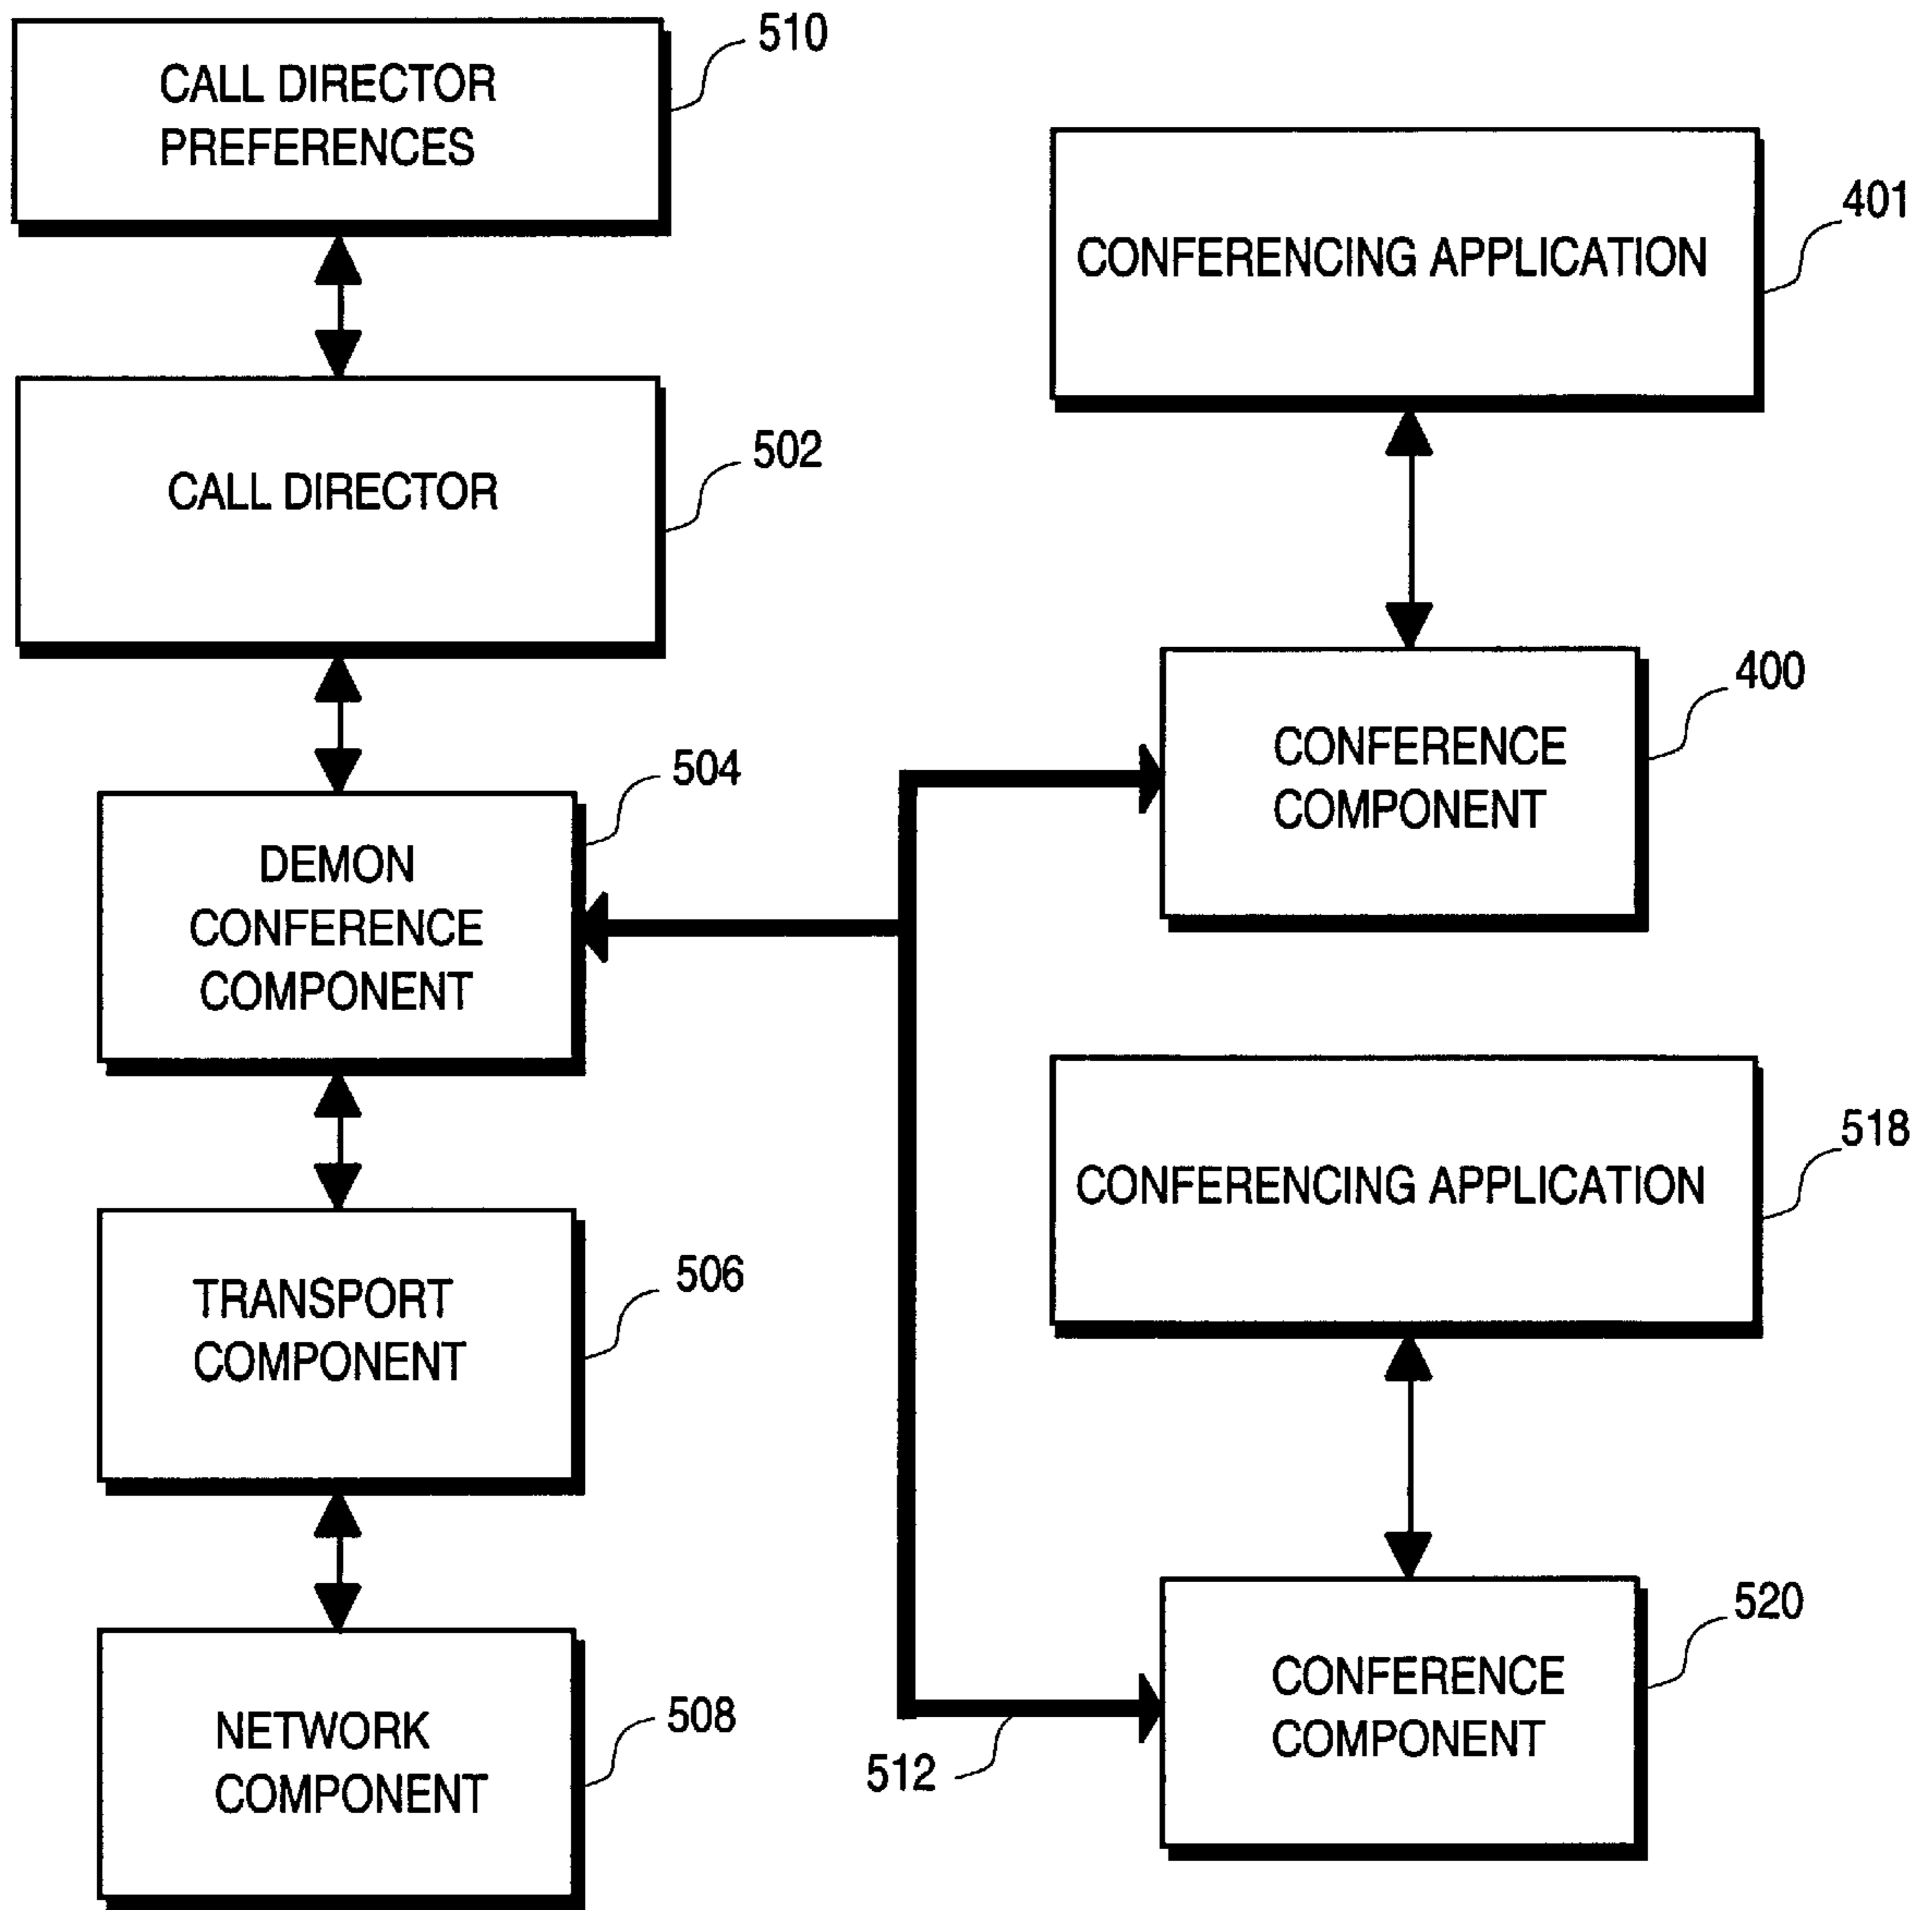 CALL DIRECTOR
PREFERENCES
510
CALL DIRECTOR
502
DEMON
CONFERENCE
COMPONENT
504
TRANSPORT
COMPONENT
506
NETWORK
COMPONENT
508
CONFERENCING APPLICATION
401
CONFERENCE
COMPONENT
400
CONFERENCING APPLICATION
518
CONFERENCE
COMPONENT
520
512